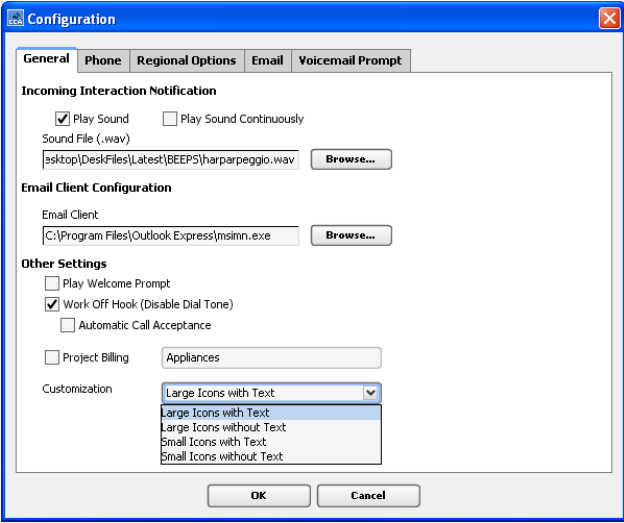 CCA Configuration
General Phone Regional Options Email Voicemail Prompt
Incoming Interaction Notification
Play Sound Play Sound Continuously
Sound File (.wav)
esktop\DeskFiles\Latest\BEEPS\harparpeggio.wav Browse...
Email Client Configuration
Email Client
C:\Program Files\Outlook Express\msimn.exe Browse...
Other Settings
Play Welcome Prompt
Work Off Hook (Disable Dial Tone)
Automatic Call Acceptance
Project Billing Appliances
Customization Large Icons with Text
Large Icons with Text
Large Icons without Text
Small Icons with Text
Small Icons without Text
OK Cancel